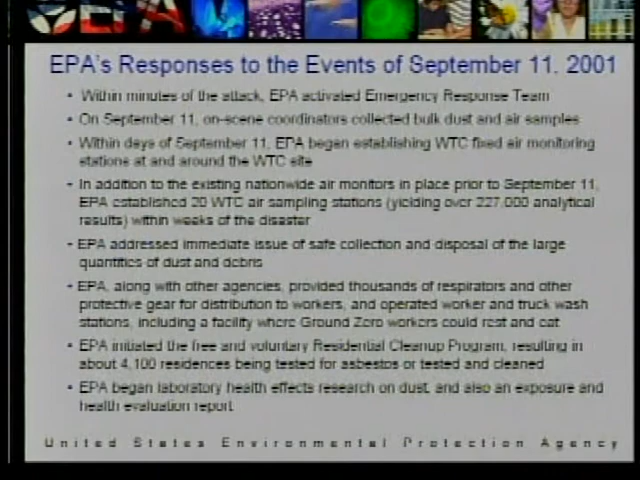 EPA
EPA's Responses to the Events of September 11, 2001
• Within minutes of the attack, EPA activated Emergency Response Team
• On September 11, on-scene coordinators collected bulk dust and air samples
• Within days of September 11, EPA began establishing WTC fixed air monitoring
stations at and around the WTC site
• In addition to the existing nationwide air monitors in place prior to September 11,
EPA established 20 WTC air sampling stations (yielding over 227,000 analytical
results) within weeks of the disaster
• EPA addressed immediate issue of safe collection and disposal of the large
quantities of dust and debris
• EPA, along with other agencies, provided thousands of respirators and other
protective gear for distribution to workers, and operated worker and truck wash
stations, including a facility where Ground Zero workers could rest and eat
• EPA initiated the free and voluntary Residential Cleanup Program, resulting in
about 4,100 residences being tested for asbestos or tested and cleaned
• EPA began laboratory health effects research on dust, and also an exposure and
health evaluation report
United States Environmental Protection Agency